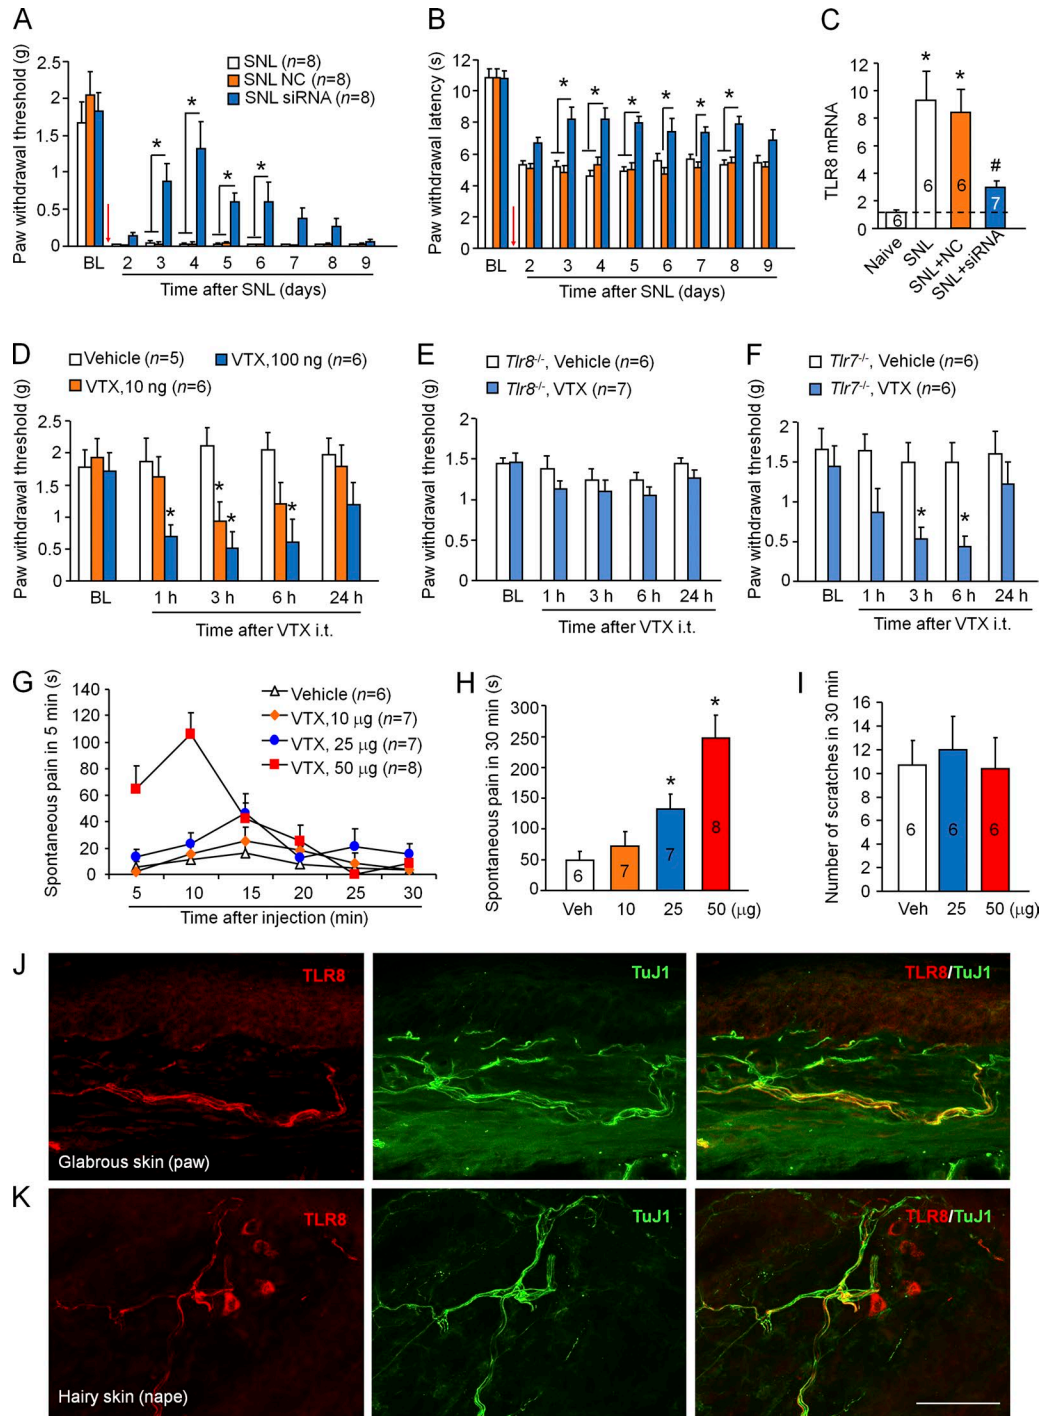 A
Paw withdrawal threshold (g)
2.5
2
1.5
1
0.5
0
SNL (n=8)
SNL NC (n=8)
SNL siRNA(n=8)
* * * *
BL 2 3 4 5 6 7 8 9
Time after SNL (days)
B
Paw withdrawal latency (s)
12
10
8
6
4
2
0
* * * * * *
BL 2 3 4 5 6 7 8 9
Time after SNL (days)
C
TLR8 mRNA
12
10
8
6
4
2
0
* * #
6 6 6 7
Naive
SNL
SNL+NC
SNL+siRNA
D
Vehicle (n=5)
VTX,100 ng (n=6)
VTX,10 ng (n=6)
Paw withdrawal threshold (g)
2.5
2
1.5
1
0.5
0
* * * *
BL 1 h 3 h 6 h 24 h
Time after VTX i.t.
E
Tlr8-/-, Vehicle (n=6)
Tlr8-/-, VTX (n=7)
Paw withdrawal threshold (g)
2
1.5
1
0.5
0
BL 1 h 3 h 6 h 24 h
Time after VTX i.t.
F
Tlr7-/-, Vehicle (n=6)
Tlr7-/-, VTX (n=6)
Paw withdrawal threshold (g)
2
1.5
1
0.5
0
* *
BL 1 h 3 h 6 h 24 h
Time after VTX i.t.
G
Spontaneous pain in 5 min (s)
140
120
100
80
60
40
20
0
Vehicle (n=6)
VTX,10 μg (n=7)
VTX, 25 μg (n=7)
VTX, 50 μg (n=8)
5 10 15 20 25 30
Time after injection (min)
H
Spontaneous pain in 30 min (s)
300
250
200
150
100
50
0
* *
6 7 7 8
Veh 10 25 50 (μg)
I
Number of scratches in 30 min
16
14
12
10
8
6
4
2
0
6 6 6
Veh 25 50 (μg)
J
TLR8
Glabrous skin (paw)
TuJ1
TLR8/TuJ1
K
TLR8
Hairy skin (nape)
TuJ1
TLR8/TuJ1